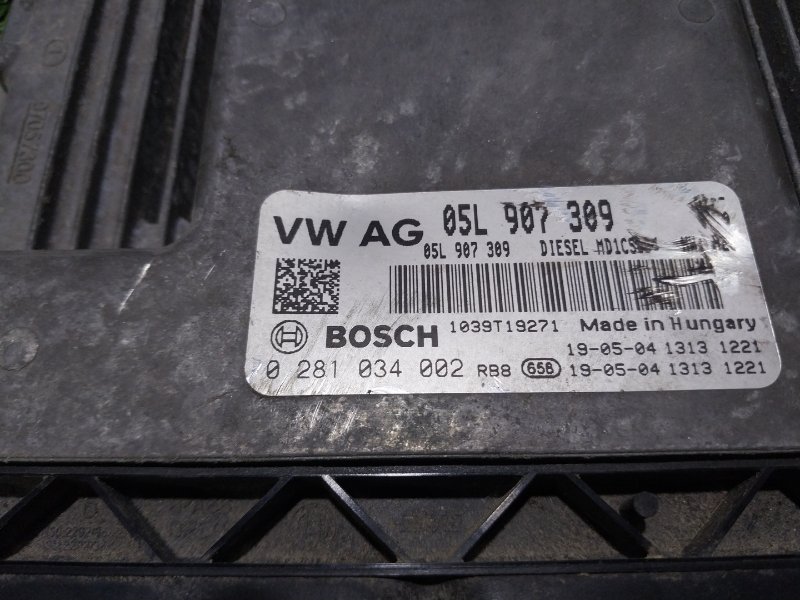 VW AG 05L 907 309
05L 907 309 DIESEL
BOSCH 1039T19271 Made in Hungary
19-05-04 1313 1221
0 281 034 002 RB8 658 19-05-04 1313 1221